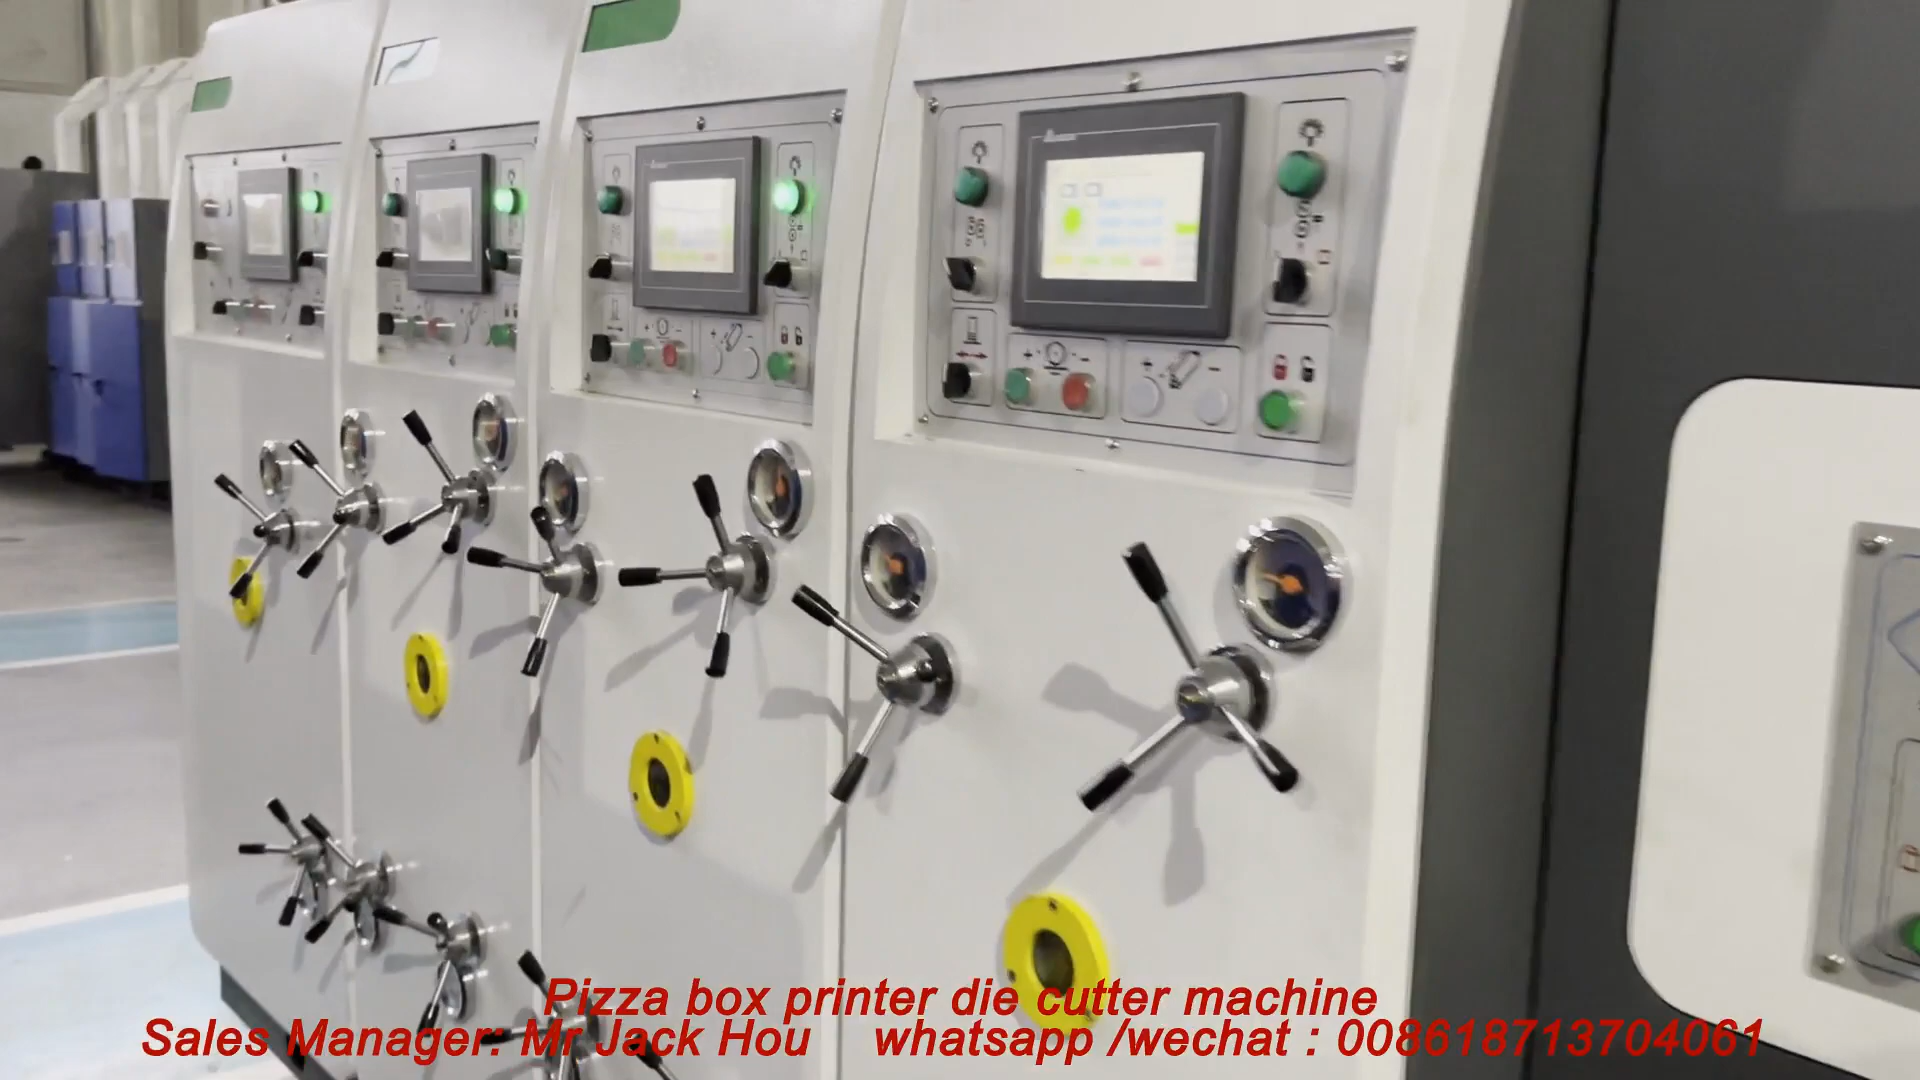 Pizza box printer die cutter machine
Sales Manager: Mr Jack Hou whatsapp /wechat : 008618713704061